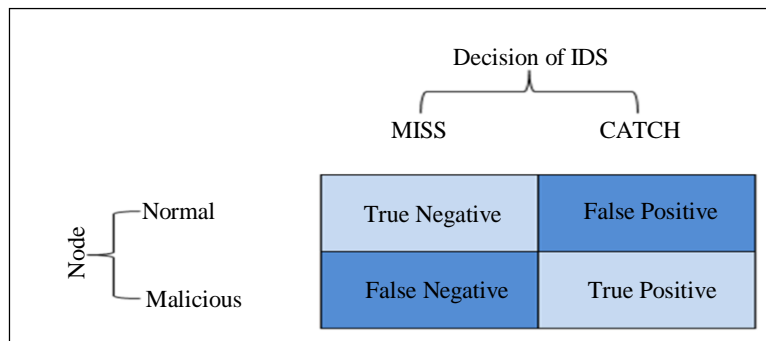 Decision of IDS
MISS
CATCH
Node
Normal
True Negative
False Positive
Malicious
False Negative
True Positive